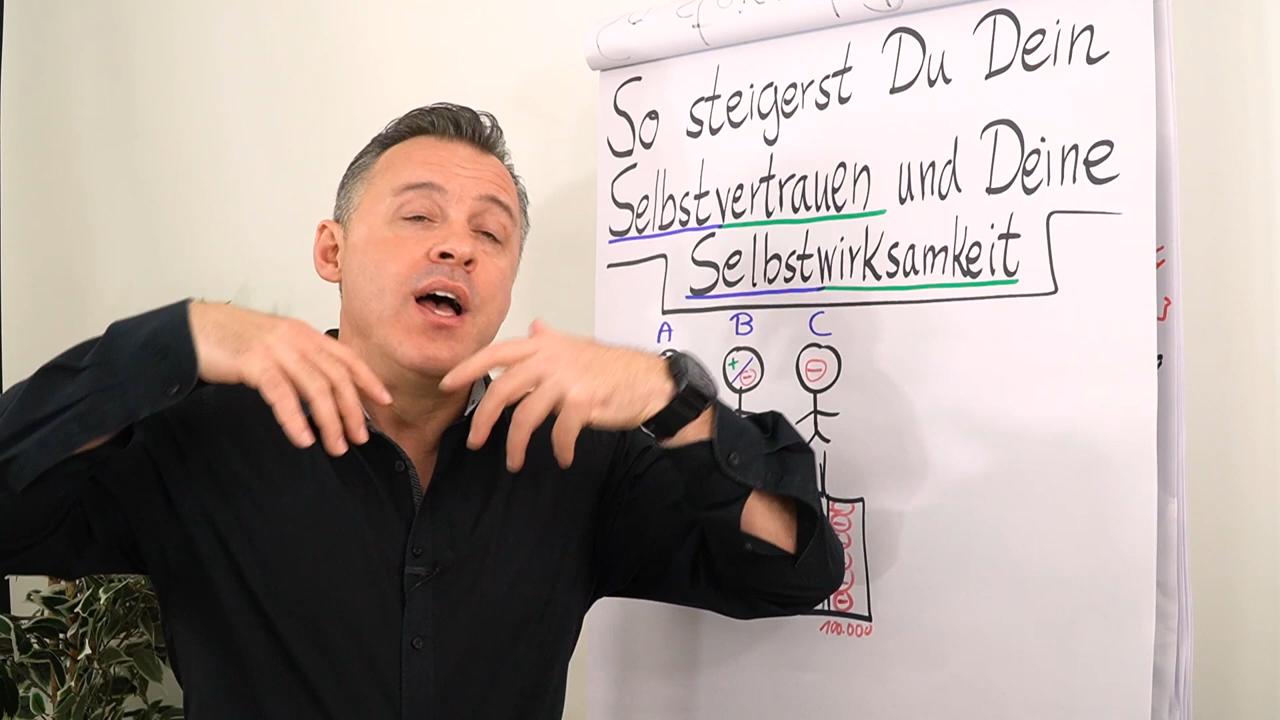 So steigerst Du Dein
Selbstvertrauen und Deine
Selbstwirksamkeit
A B C
+ - -
100.000